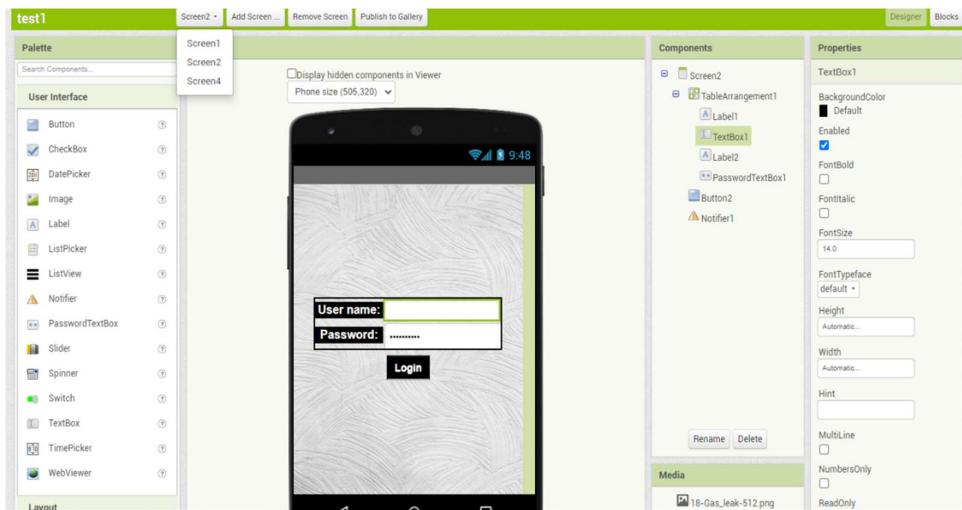 test1
Screen2
Add Screen ...
Remove Screen
Publish to Gallery
Designer
Blocks
Screen1
Screen2
Screen4
Palette
Search Components...
User Interface
Button
CheckBox
DatePicker
Image
Label
ListPicker
ListView
Notifier
PasswordTextBox
Slider
Spinner
Switch
TextBox
TimePicker
WebViewer
Layout
Display hidden components in Viewer
Phone size (505,320)
9:48
User name:
Password:
Login
Components
Screen2
TableArrangement1
Label1
TextBox1
Label2
PasswordTextBox1
Button2
Notifier1
Rename
Delete
Media
18-Gas_leak-512.png
Properties
TextBox1
BackgroundColor
Default
Enabled
FontBold
FontItalic
FontSize
14.0
FontTypeface
default
Height
Automatic...
Width
Automatic...
Hint
MultiLine
NumbersOnly
ReadOnly